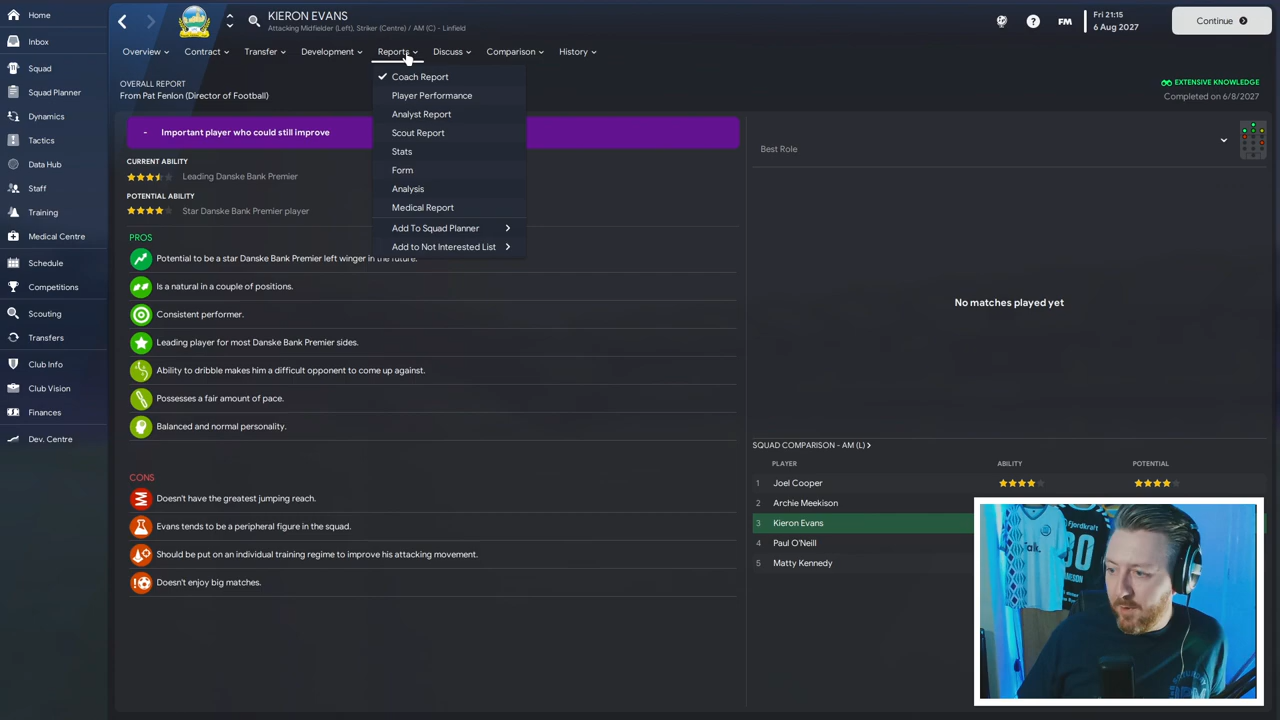 Home
Inbox
Squad
Squad Planner
Dynamics
Tactics
Data Hub
Staff
Training
Medical Centre
Schedule
Competitions
Scouting
Transfers
Club Info
Club Vision
Finances
Dev. Centre
KIERON EVANS
Attacking Midfielder (Left), Striker (Centre) / AM (C) - Linfield
FM
Fri 21:15
6 Aug 2027
Continue
Overview
Contract
Transfer
Development
Reports
Discuss
Comparison
History
Coach Report
Player Performance
Analyst Report
Scout Report
Stats
Form
Analysis
Medical Report
Add To Squad Planner
Add to Not Interested List
OVERALL REPORT
From Pat Fenlon (Director of Football)
EXTENSIVE KNOWLEDGE
Completed on 6/8/2027
- Important player who could still improve
CURRENT ABILITY
Leading Danske Bank Premier
POTENTIAL ABILITY
Star Danske Bank Premier player
PROS
Potential to be a star Danske Bank Premier left winger in the future.
Is a natural in a couple of positions.
Consistent performer.
Leading player for most Danske Bank Premier sides.
Ability to dribble makes him a difficult opponent to come up against.
Possesses a fair amount of pace.
Balanced and normal personality.
CONS
Doesn't have the greatest jumping reach.
Evans tends to be a peripheral figure in the squad.
Should be put on an individual training regime to improve his attacking movement.
Doesn't enjoy big matches.
Best Role
No matches played yet
SQUAD COMPARISON - AM (L)
PLAYER ABILITY POTENTIAL
1 Joel Cooper
2 Archie Meekison
3 Kieron Evans
4 Paul O'Neill
5 Matty Kennedy
Fjordkraft